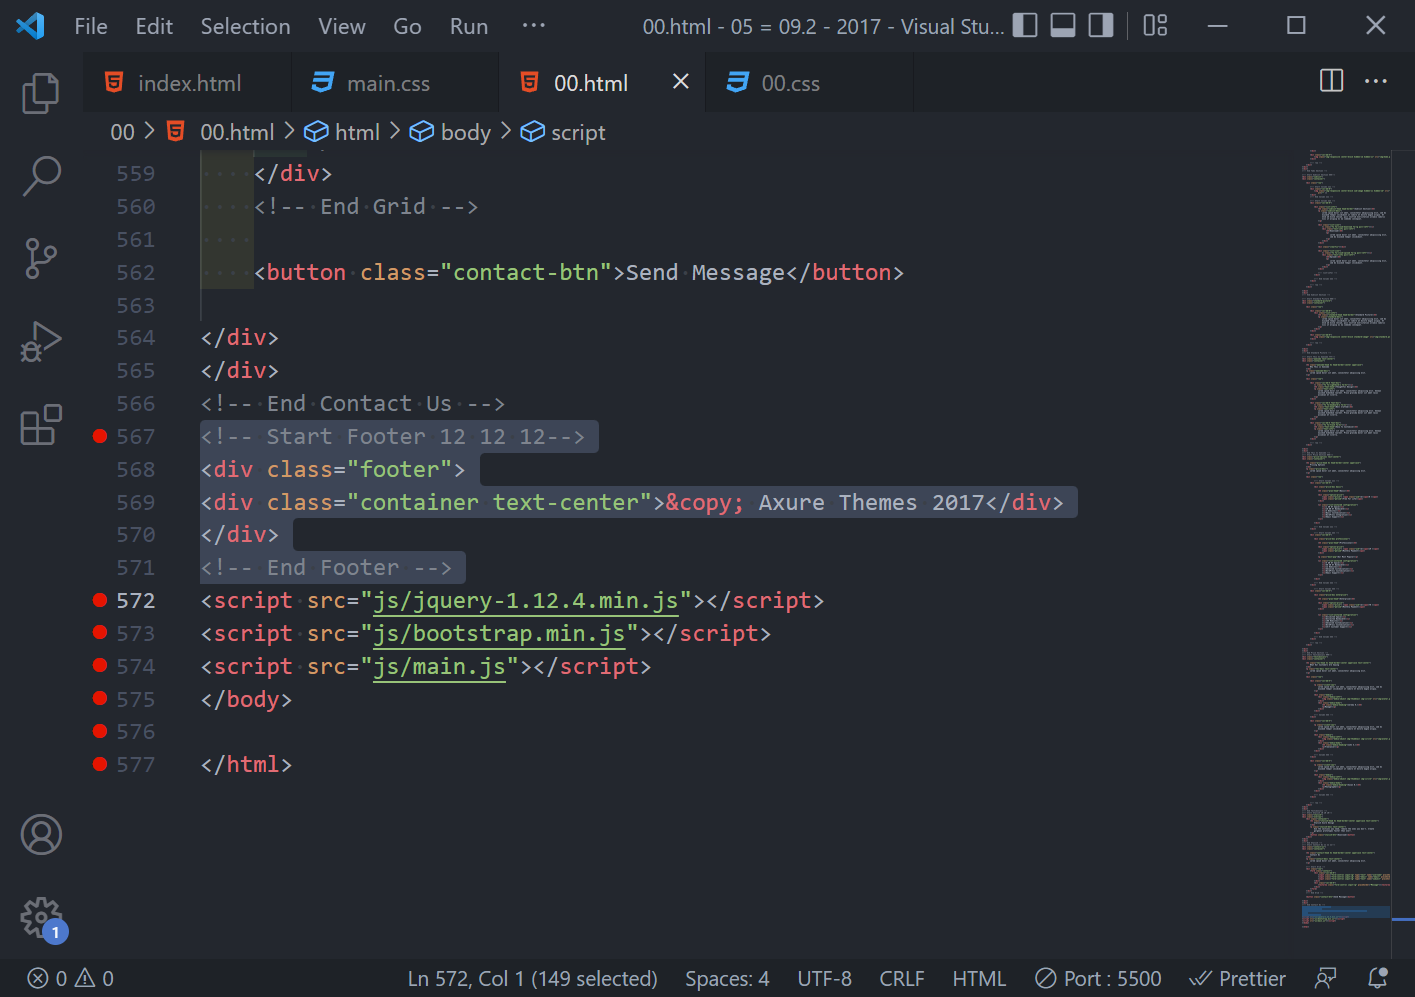 File Edit Selection View Go Run ··· 00.html - 05 = 09.2 - 2017 - Visual Stu...
index.html main.css 00.html 00.css
00 > 00.html > html > body > script
559 </div>
560 <!-- End Grid -->
561
562 <button class="contact-btn">Send Message</button>
563
564 </div>
565 </div>
566 <!-- End Contact Us -->
567 <!-- Start Footer 12 12 12-->
568 <div class="footer">
569 <div class="container text-center">&copy; Axure Themes 2017</div>
570 </div>
571 <!-- End Footer -->
572 <script src="js/jquery-1.12.4.min.js"></script>
573 <script src="js/bootstrap.min.js"></script>
574 <script src="js/main.js"></script>
575 </body>
576
577 </html>
1
0 0 Ln 572, Col 1 (149 selected) Spaces: 4 UTF-8 CRLF HTML Port : 5500 Prettier